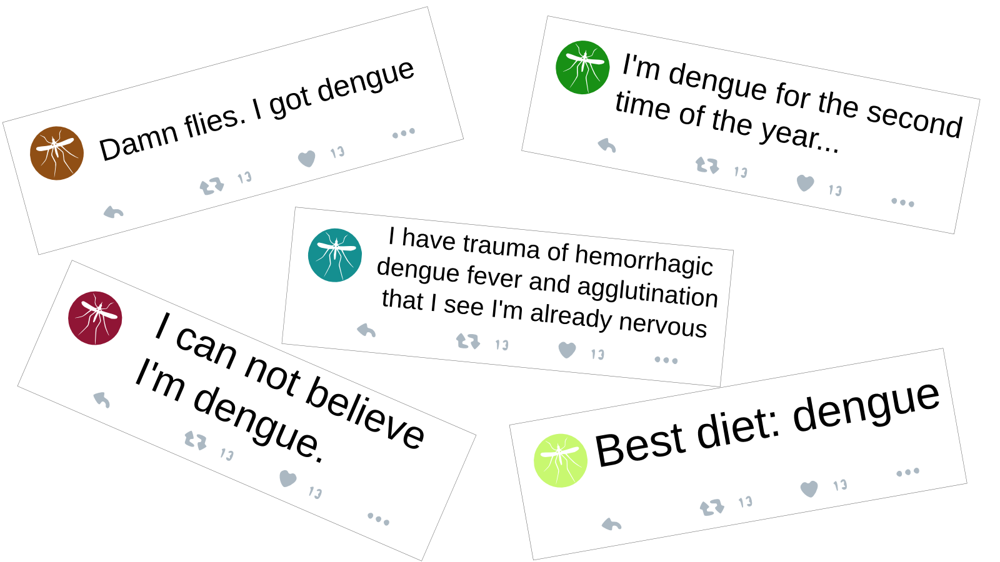 Damn flies. I got dengue
13
13
I'm dengue for the second
time of the year...
13
13
I have trauma of hemorrhagic
dengue fever and agglutination
that I see I'm already nervous
13
13
I can not believe
I'm dengue.
13
13
Best diet: dengue
13
13